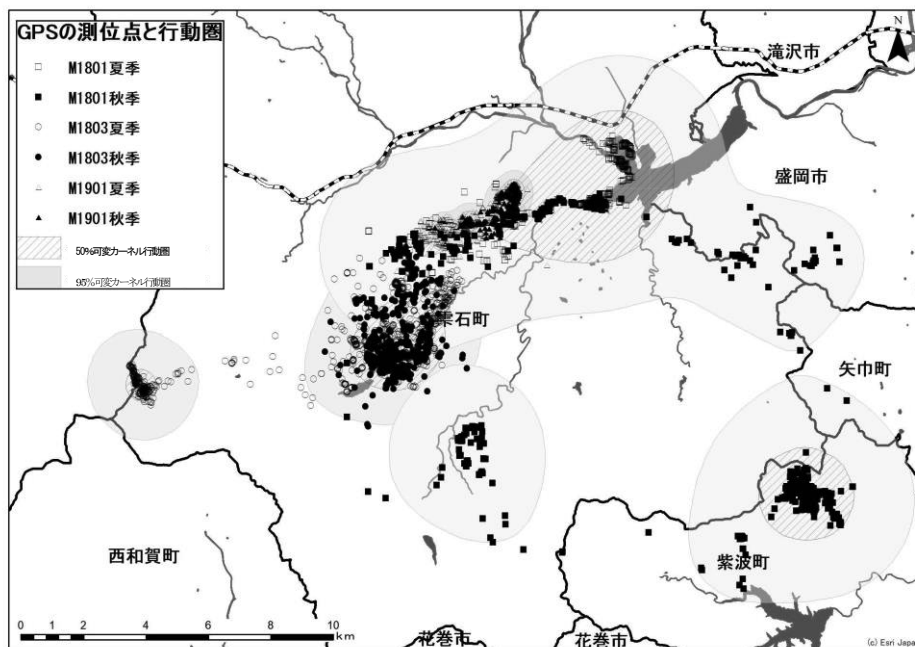 GPSの測位点と行動圏
M1801夏季
M1801秋季
M1803夏季
M1803秋季
M1901夏季
M1901秋季
50%可変カーネル行動圏
95%可変カーネル行動圏
N
滝沢市
盛岡市
雫石町
矢巾町
西和賀町
紫波町
花巻市
花巻市
0 2 4 6 8 10
km
(c) Esri Japa